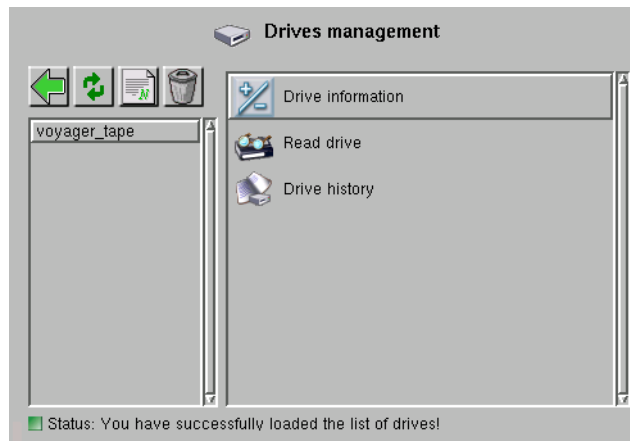 Drives management
voyager_tape
Drive information
Read drive
Drive history
Status: You have successfully loaded the list of drives!